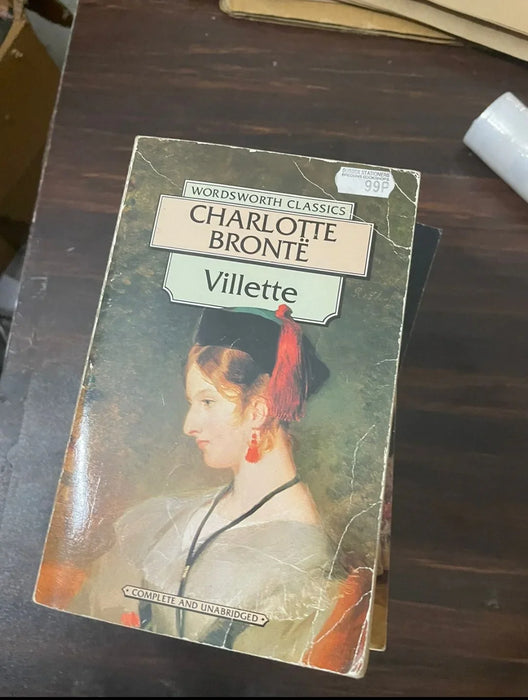 WORDSWORTH CLASSICS
CHARLOTTE
BRONTË
Villette
99P
• COMPLETE AND UNABRIDGED •